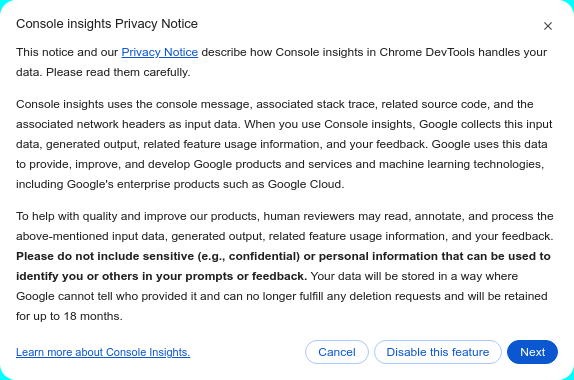 Console insights Privacy Notice
This notice and our Privacy Notice describe how Console insights in Chrome DevTools handles your
data. Please read them carefully.
Console insights uses the console message, associated stack trace, related source code, and the
associated network headers as input data. When you use Console insights, Google collects this input
data, generated output, related feature usage information, and your feedback. Google uses this data
to provide, improve, and develop Google products and services and machine learning technologies,
including Google's enterprise products such as Google Cloud.
To help with quality and improve our products, human reviewers may read, annotate, and process the
above-mentioned input data, generated output, related feature usage information, and your feedback.
Please do not include sensitive (e.g., confidential) or personal information that can be used to
identify you or others in your prompts or feedback. Your data will be stored in a way where
Google cannot tell who provided it and can no longer fulfill any deletion requests and will be retained
for up to 18 months.
Learn more about Console Insights. Cancel Disable this feature Next